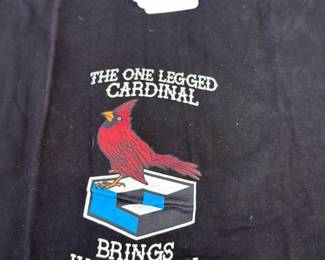 THE ONE LEGGED
CARDINAL
BRINGS